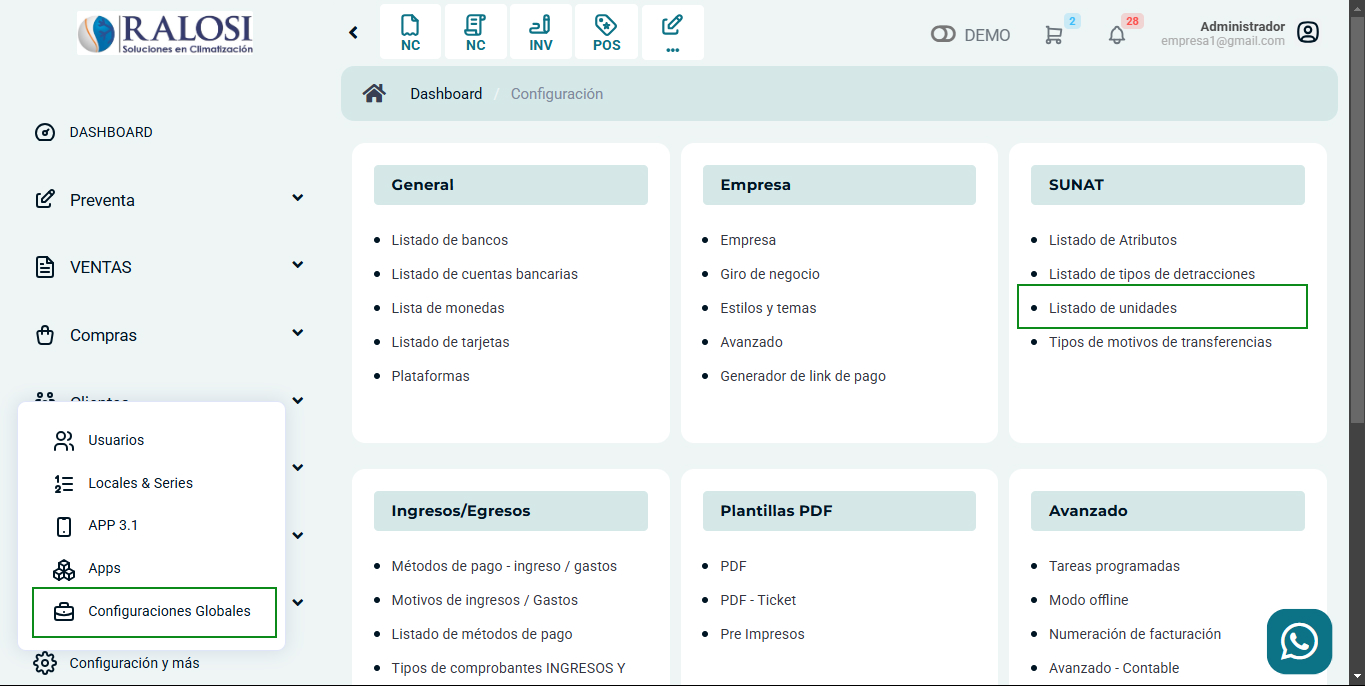 RALOSI
Soluciones en Climatización
NC
NC
INV
POS
...
DEMO
2
28
Administrador
empresa1@gmail.com
Dashboard / Configuración
DASHBOARD
Preventa
VENTAS
Compras
Clientes
Usuarios
Locales & Series
APP 3.1
Apps
Configuraciones Globales
Configuración y más
General
Listado de bancos
Listado de cuentas bancarias
Lista de monedas
Listado de tarjetas
Plataformas
Empresa
Empresa
Giro de negocio
Estilos y temas
Avanzado
Generador de link de pago
SUNAT
Listado de Atributos
Listado de tipos de detracciones
Listado de unidades
Tipos de motivos de transferencias
Ingresos/Egresos
Métodos de pago - ingreso / gastos
Motivos de ingresos / Gastos
Listado de métodos de pago
Tipos de comprobantes INGRESOS Y
Plantillas PDF
PDF
PDF - Ticket
Pre Impresos
Avanzado
Tareas programadas
Modo offline
Numeración de facturación
Avanzado - Contable